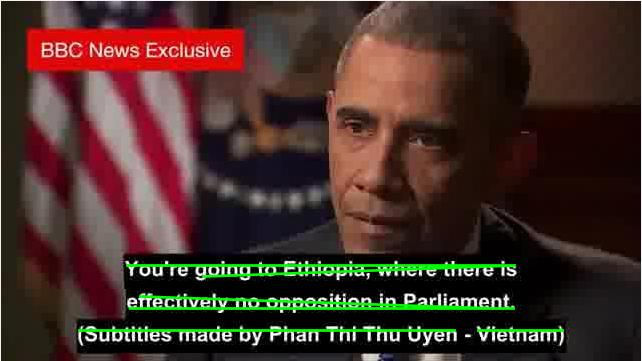 BBC News Exclusive
You're going to Ethiopia, where there is
effectively no opposition in Parliament.
(Subtitles made by Phan Thi Thu Uyen - Vietnam)